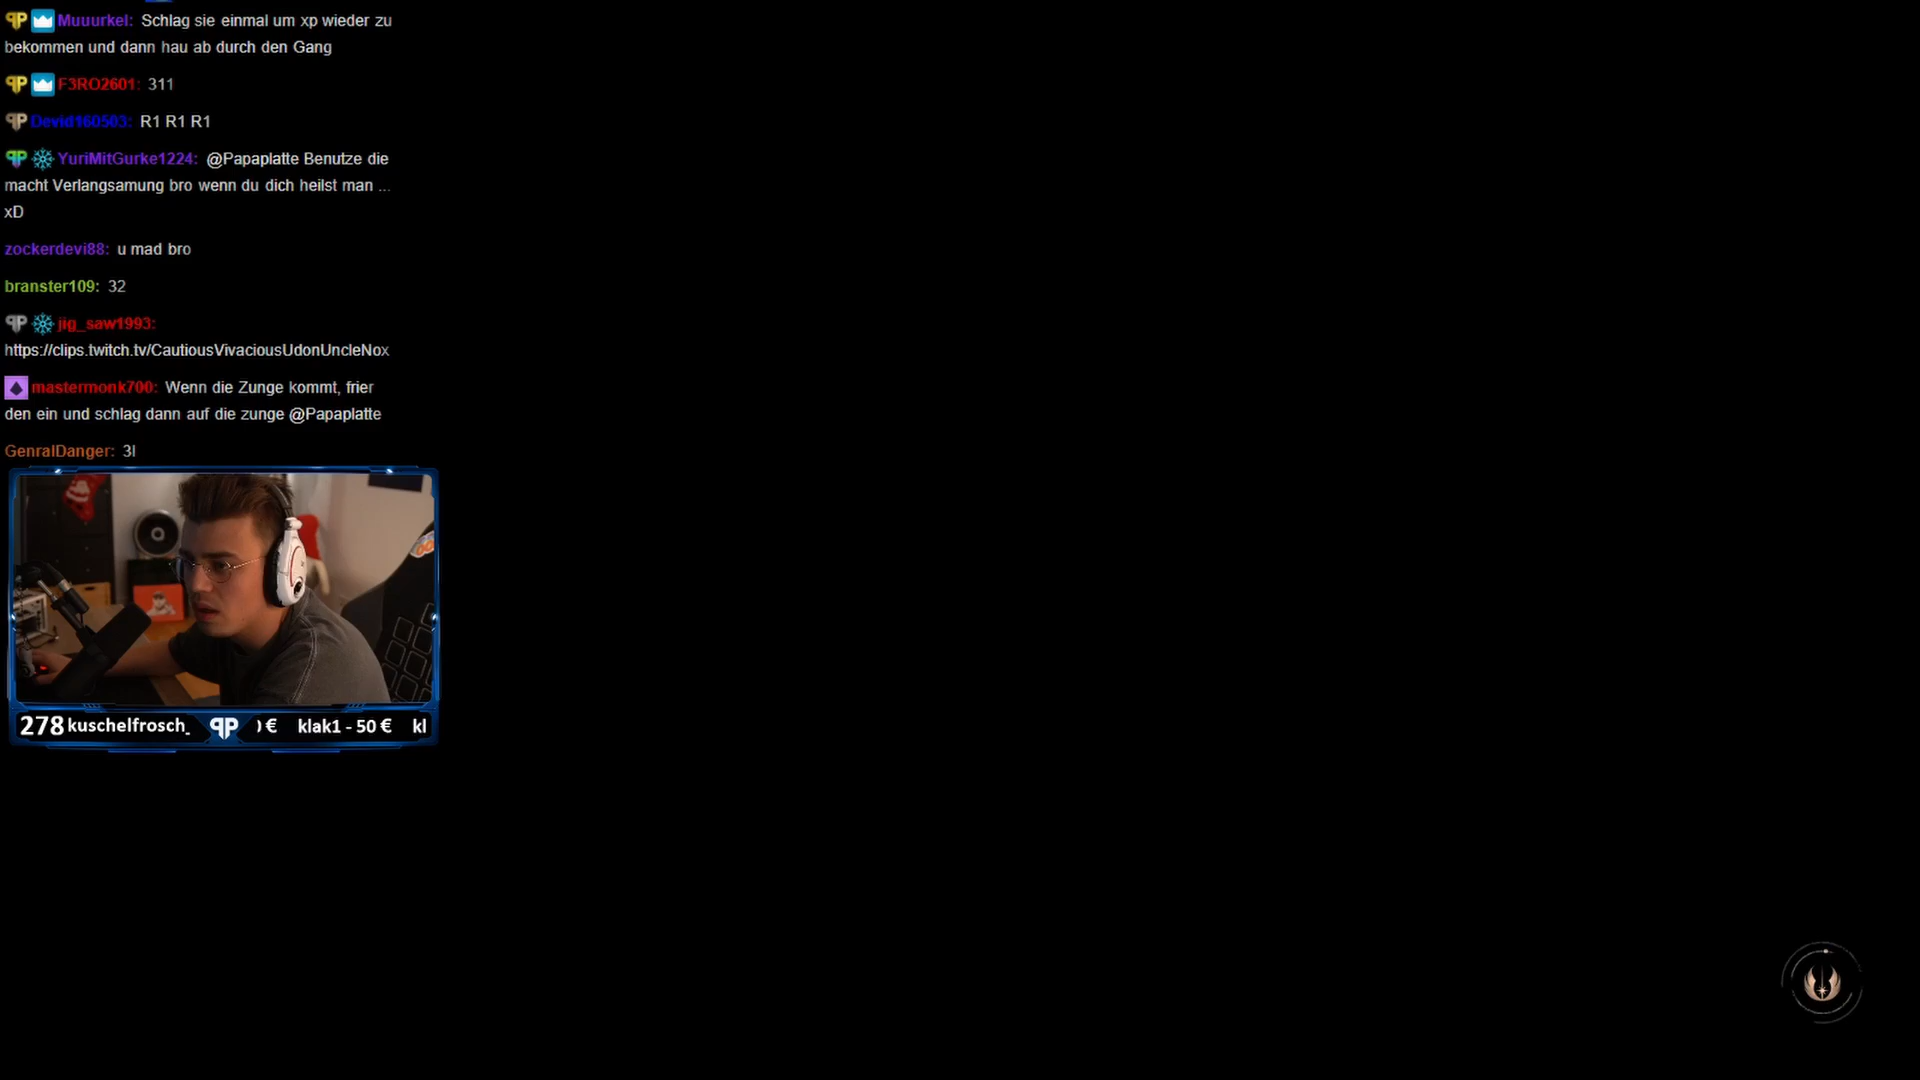 Muuurkel: Schlag sie einmal um xp wieder zu
bekommen und dann hau ab durch den Gang
F3RO2601: 311
Devid160503: R1 R1 R1
YuriMitGurke1224: @Papaplatte Benutze die
macht Verlangsamung bro wenn du dich heilst man ...
xD
zockerdevi88: u mad bro
branster109: 32
jig_saw1993:
https://clips.twitch.tv/CautiousVivaciousUdonUncleNox
mastermonk700: Wenn die Zunge kommt, frier
den ein und schlag dann auf die zunge @Papaplatte
GenralDanger: 3l
278 kuschelfrosch_ PP € klak1 - 50 € kl